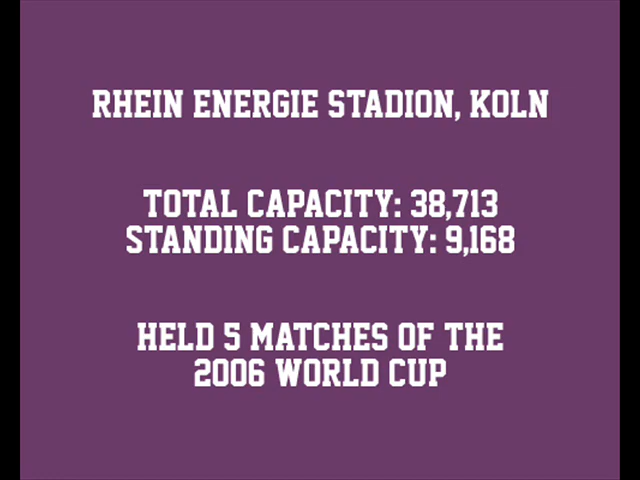 RHEIN ENERGIE STADION, KOLN
TOTAL CAPACITY: 38,713
STANDING CAPACITY: 9,168
HELD 5 MATCHES OF THE
2006 WORLD CUP